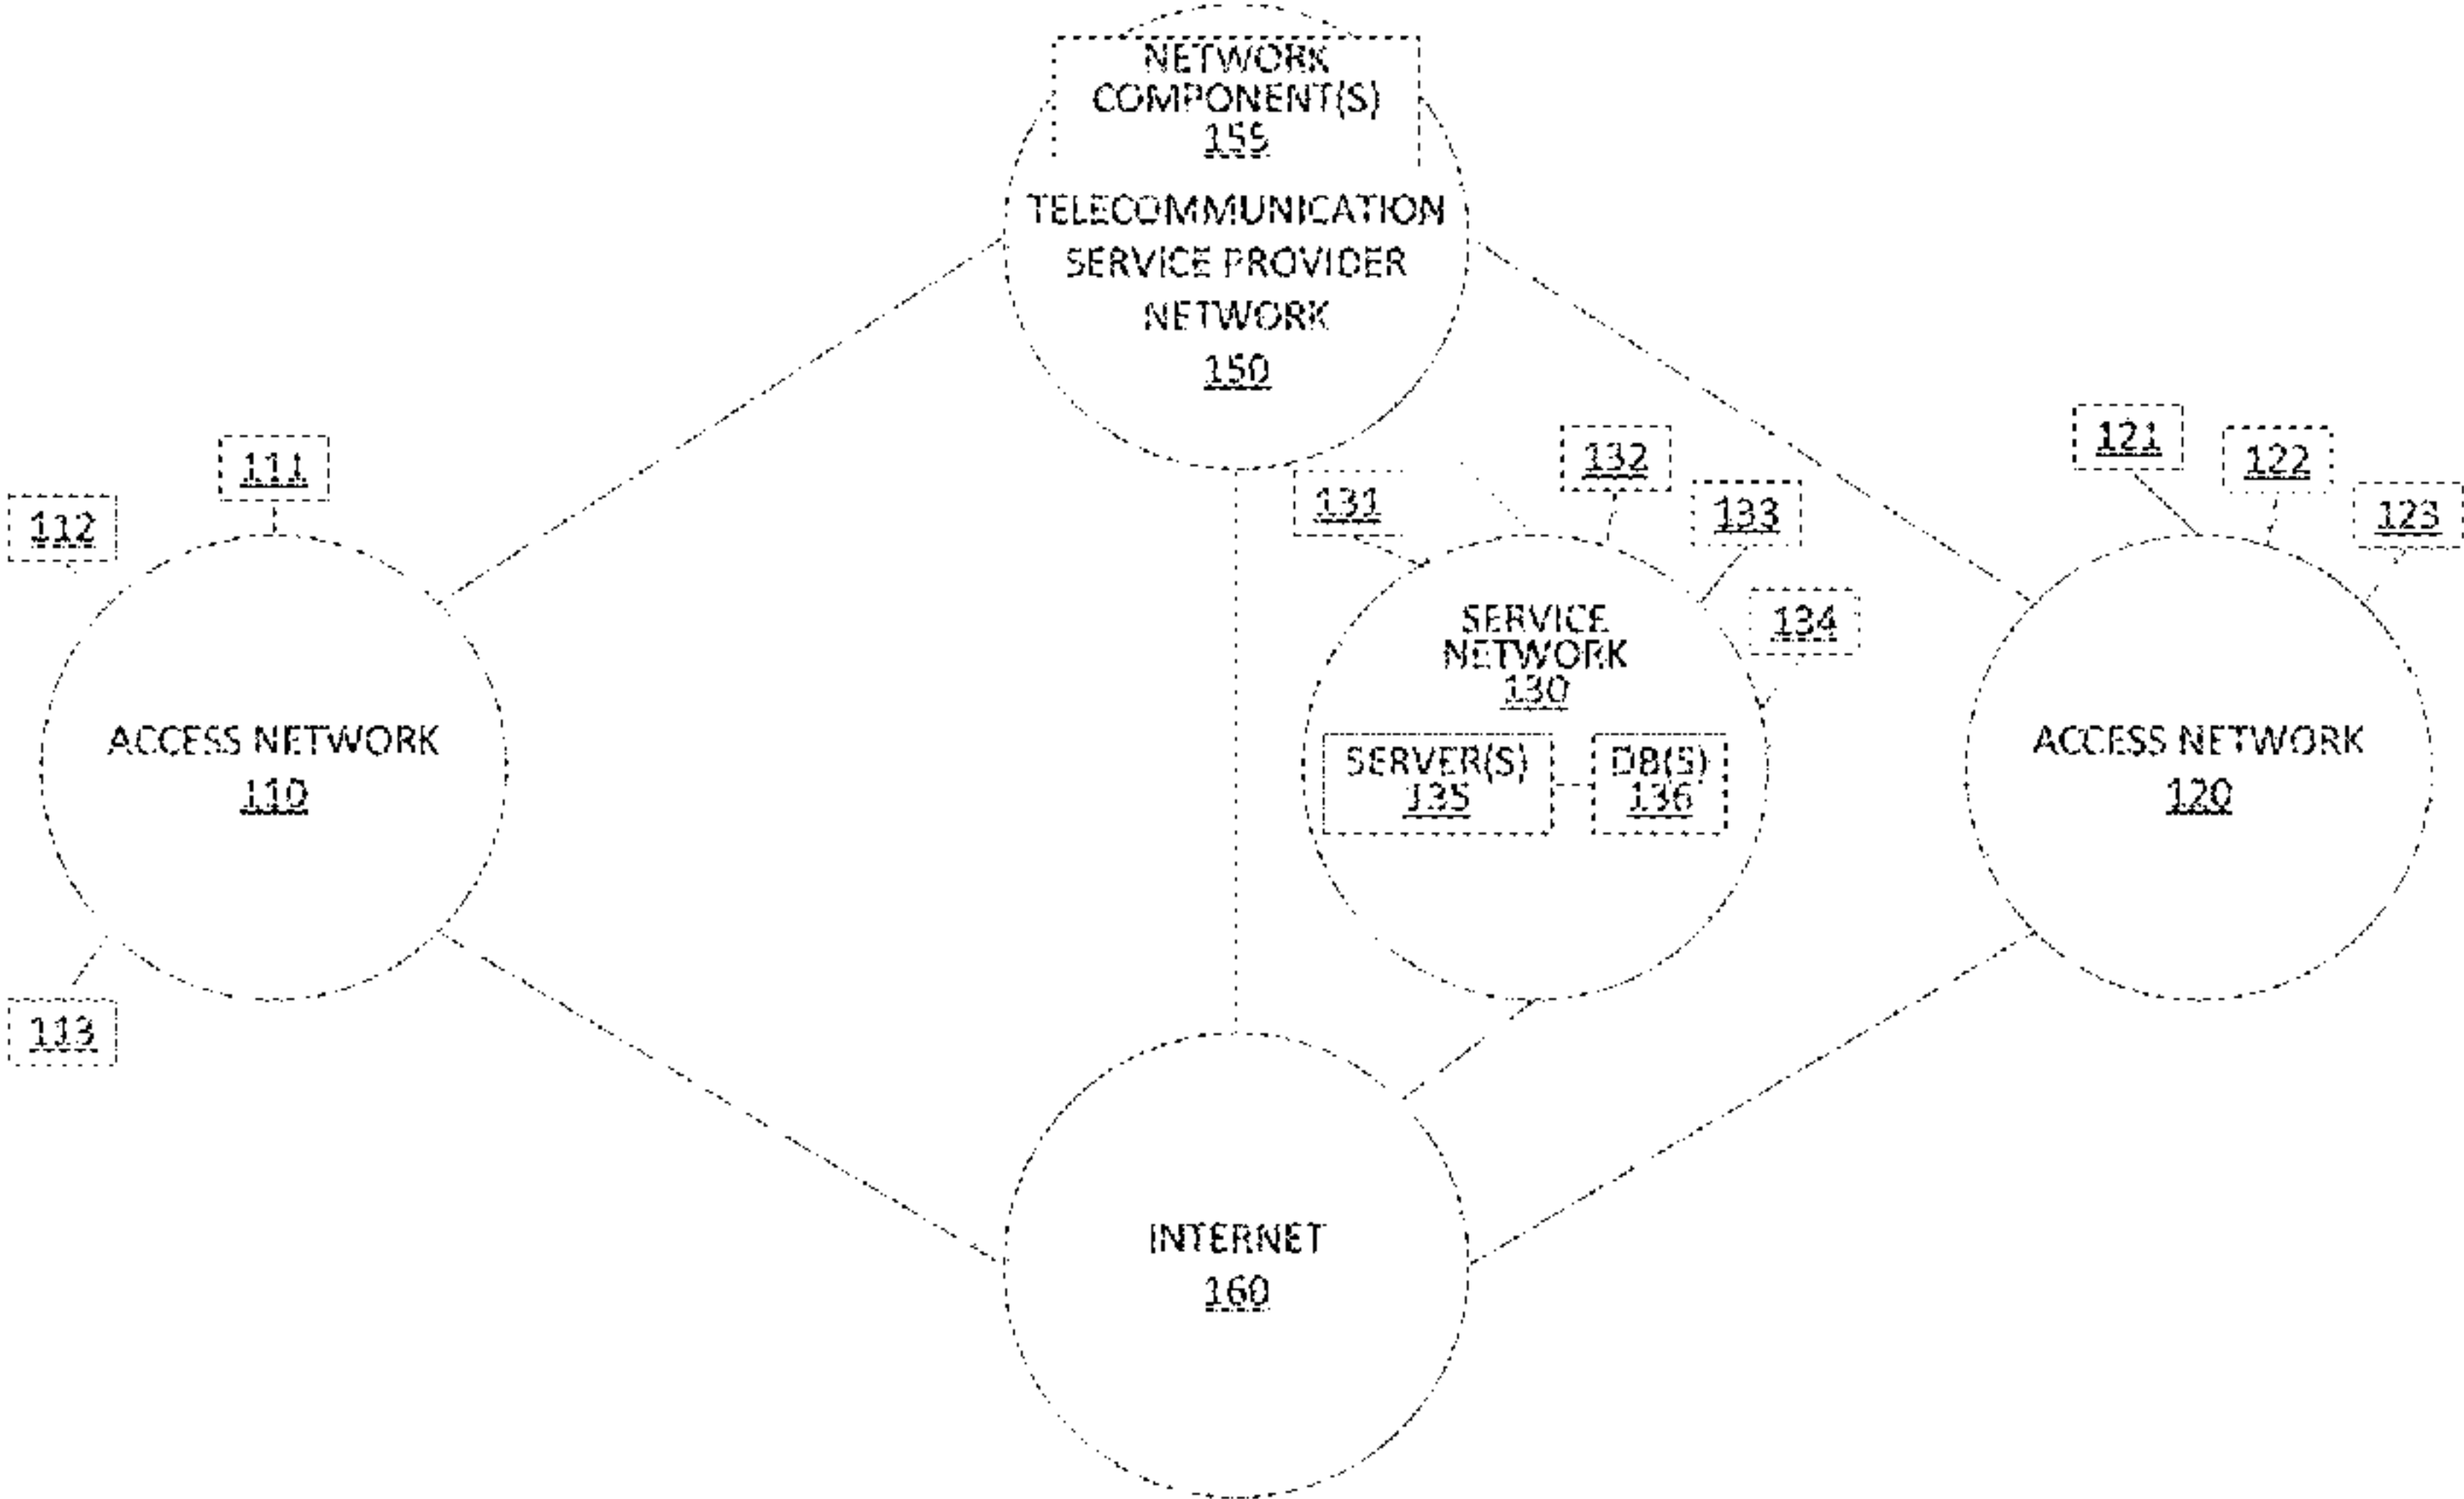 NETWORK
COMPONENT(S)
155
TELECOMMUNICATION
SERVICE PROVIDER
NETWORK
150
111
112
131
132
133
134
121
122
123
SERVICE
NETWORK
130
SERVER(S)
135
DB(S)
136
ACCESS NETWORK
110
ACCESS NETWORK
120
113
INTERNET
160